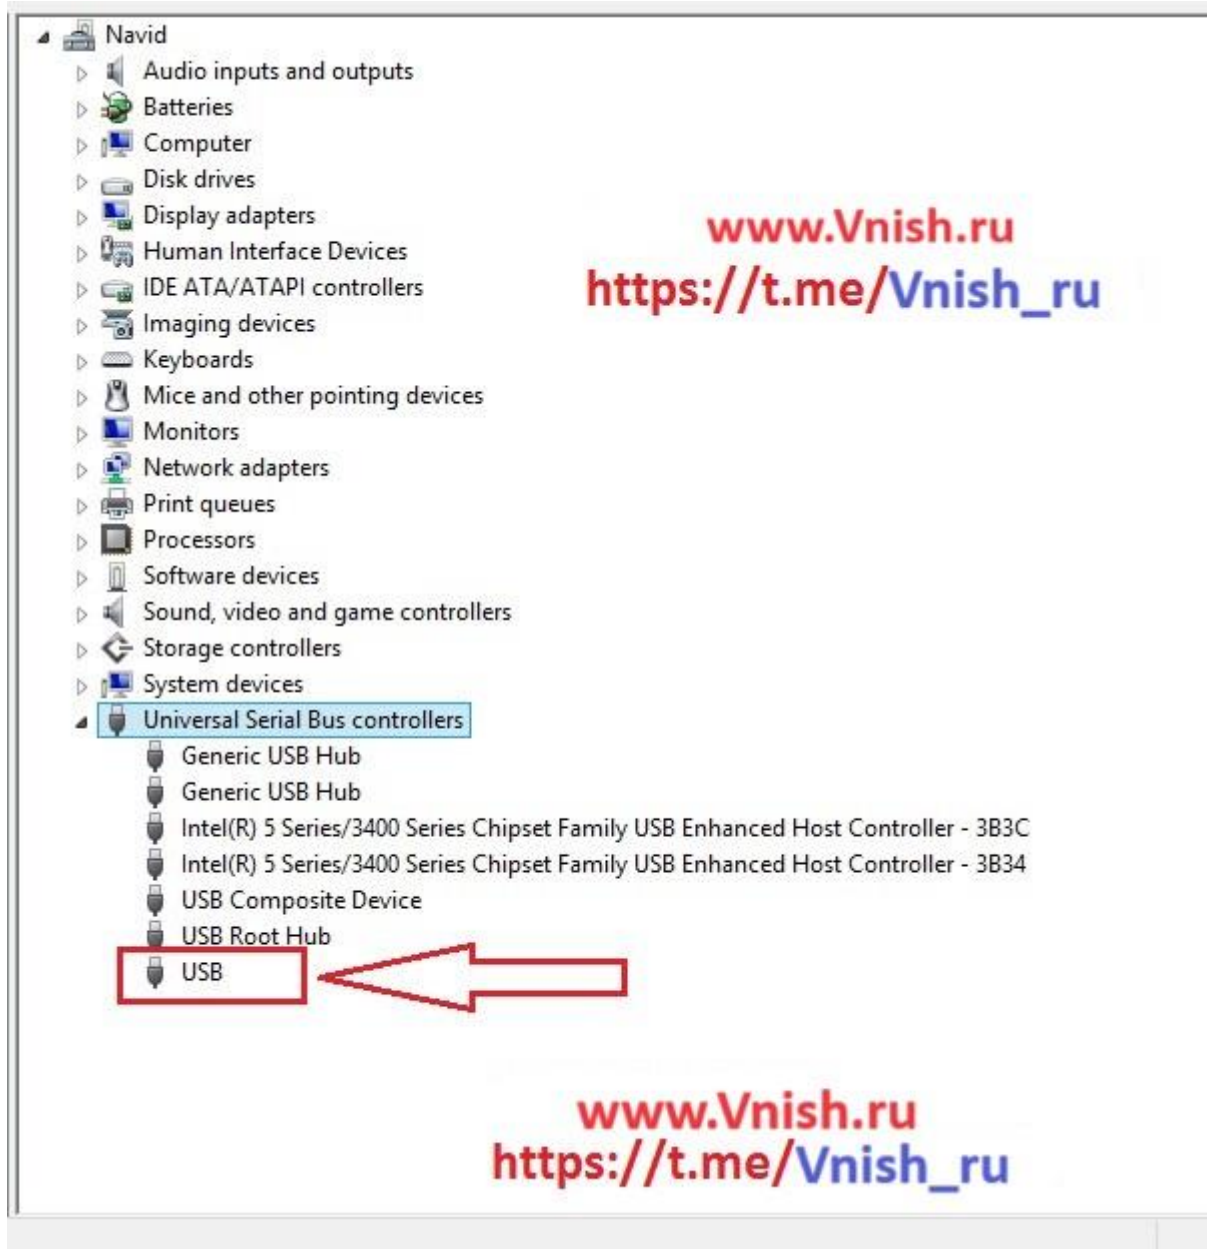 Navid
Audio inputs and outputs
Batteries
Computer
Disk drives
Display adapters
www.Vnish.ru
Human Interface Devices
https://t.me/Vnish_ru
IDE ATA/ATAPI controllers
Imaging devices
Keyboards
Mice and other pointing devices
Monitors
Network adapters
Print queues
Processors
Software devices
Sound, video and game controllers
Storage controllers
System devices
Universal Serial Bus controllers
Generic USB Hub
Generic USB Hub
Intel(R) 5 Series/3400 Series Chipset Family USB Enhanced Host Controller - 3B3C
Intel(R) 5 Series/3400 Series Chipset Family USB Enhanced Host Controller - 3B34
USB Composite Device
USB Root Hub
USB
www.Vnish.ru
https://t.me/Vnish_ru